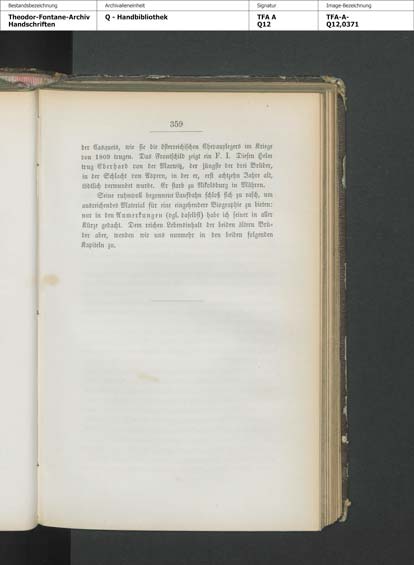 Bestandsbezeichnung Archivalieneinheit Signatur Image-Bezeichnung
Theodor-Fontane-Archiv Q - Handbibliothek TFA A TFA-A-
Handschriften Q12 Q12,0371
359
der Casquets, wie sie die österreichischen Chevauxlegers im Kriege
von 1809 trugen. Das Frontschild zeigt ein F. I. Diesen Helm
trug Eberhard von der Marwitz, der jüngste der drei Brüder,
in der Schlacht von Aspern, in der er, erst achtzehn Jahre alt,
tödtlich verwundet wurde. Er starb zu Nikolsburg in Mähren.
Seine ruhmvoll begonnene Laufbahn schloß sich zu rasch, um
ausreichendes Material für eine eingehendere Biographie zu bieten;
nur in den Anmerkungen (vgl. daselbst) habe ich seiner in aller
Kürze gedacht. Dem reichen Lebensinhalt der beiden ältern Brü-
der aber, wenden wir uns nunmehr in den beiden folgenden
Kapiteln zu.